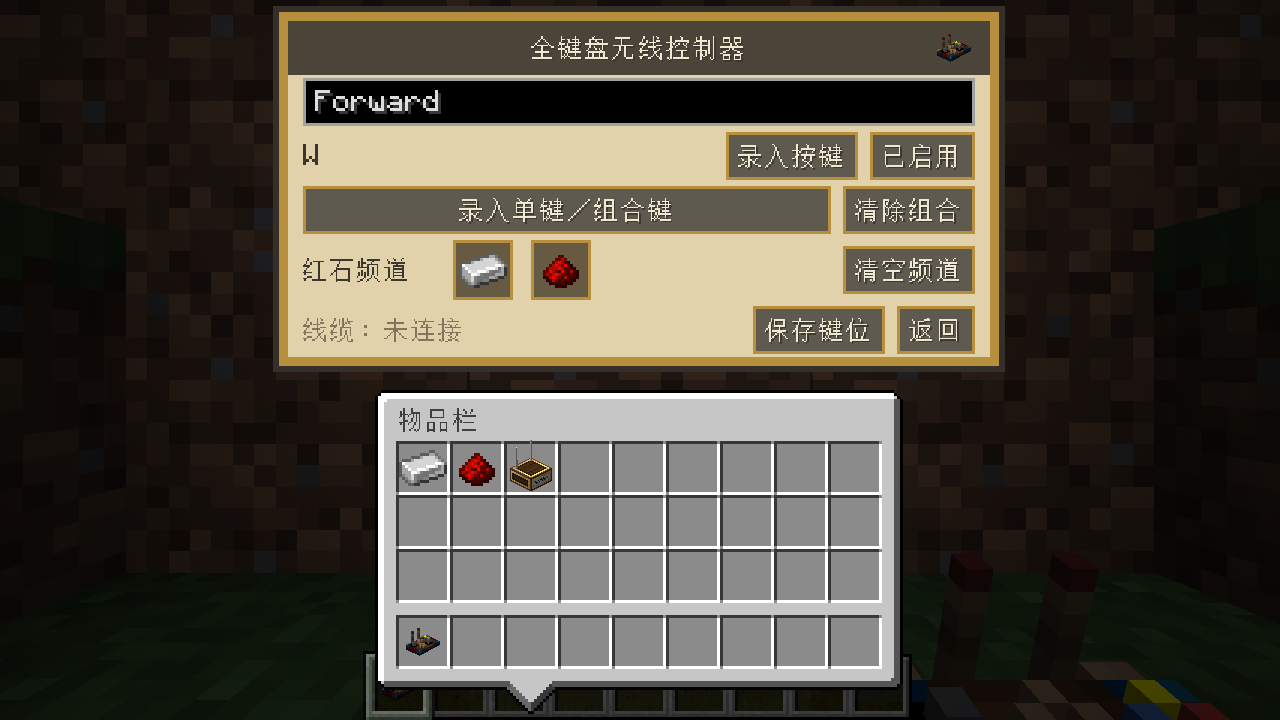 全键盘无线控制器
Forward
W 录入按键 已启用
录入单键／组合键 清除组合
红石频道 清空频道
线缆：未连接 保存键位 返回
物品栏